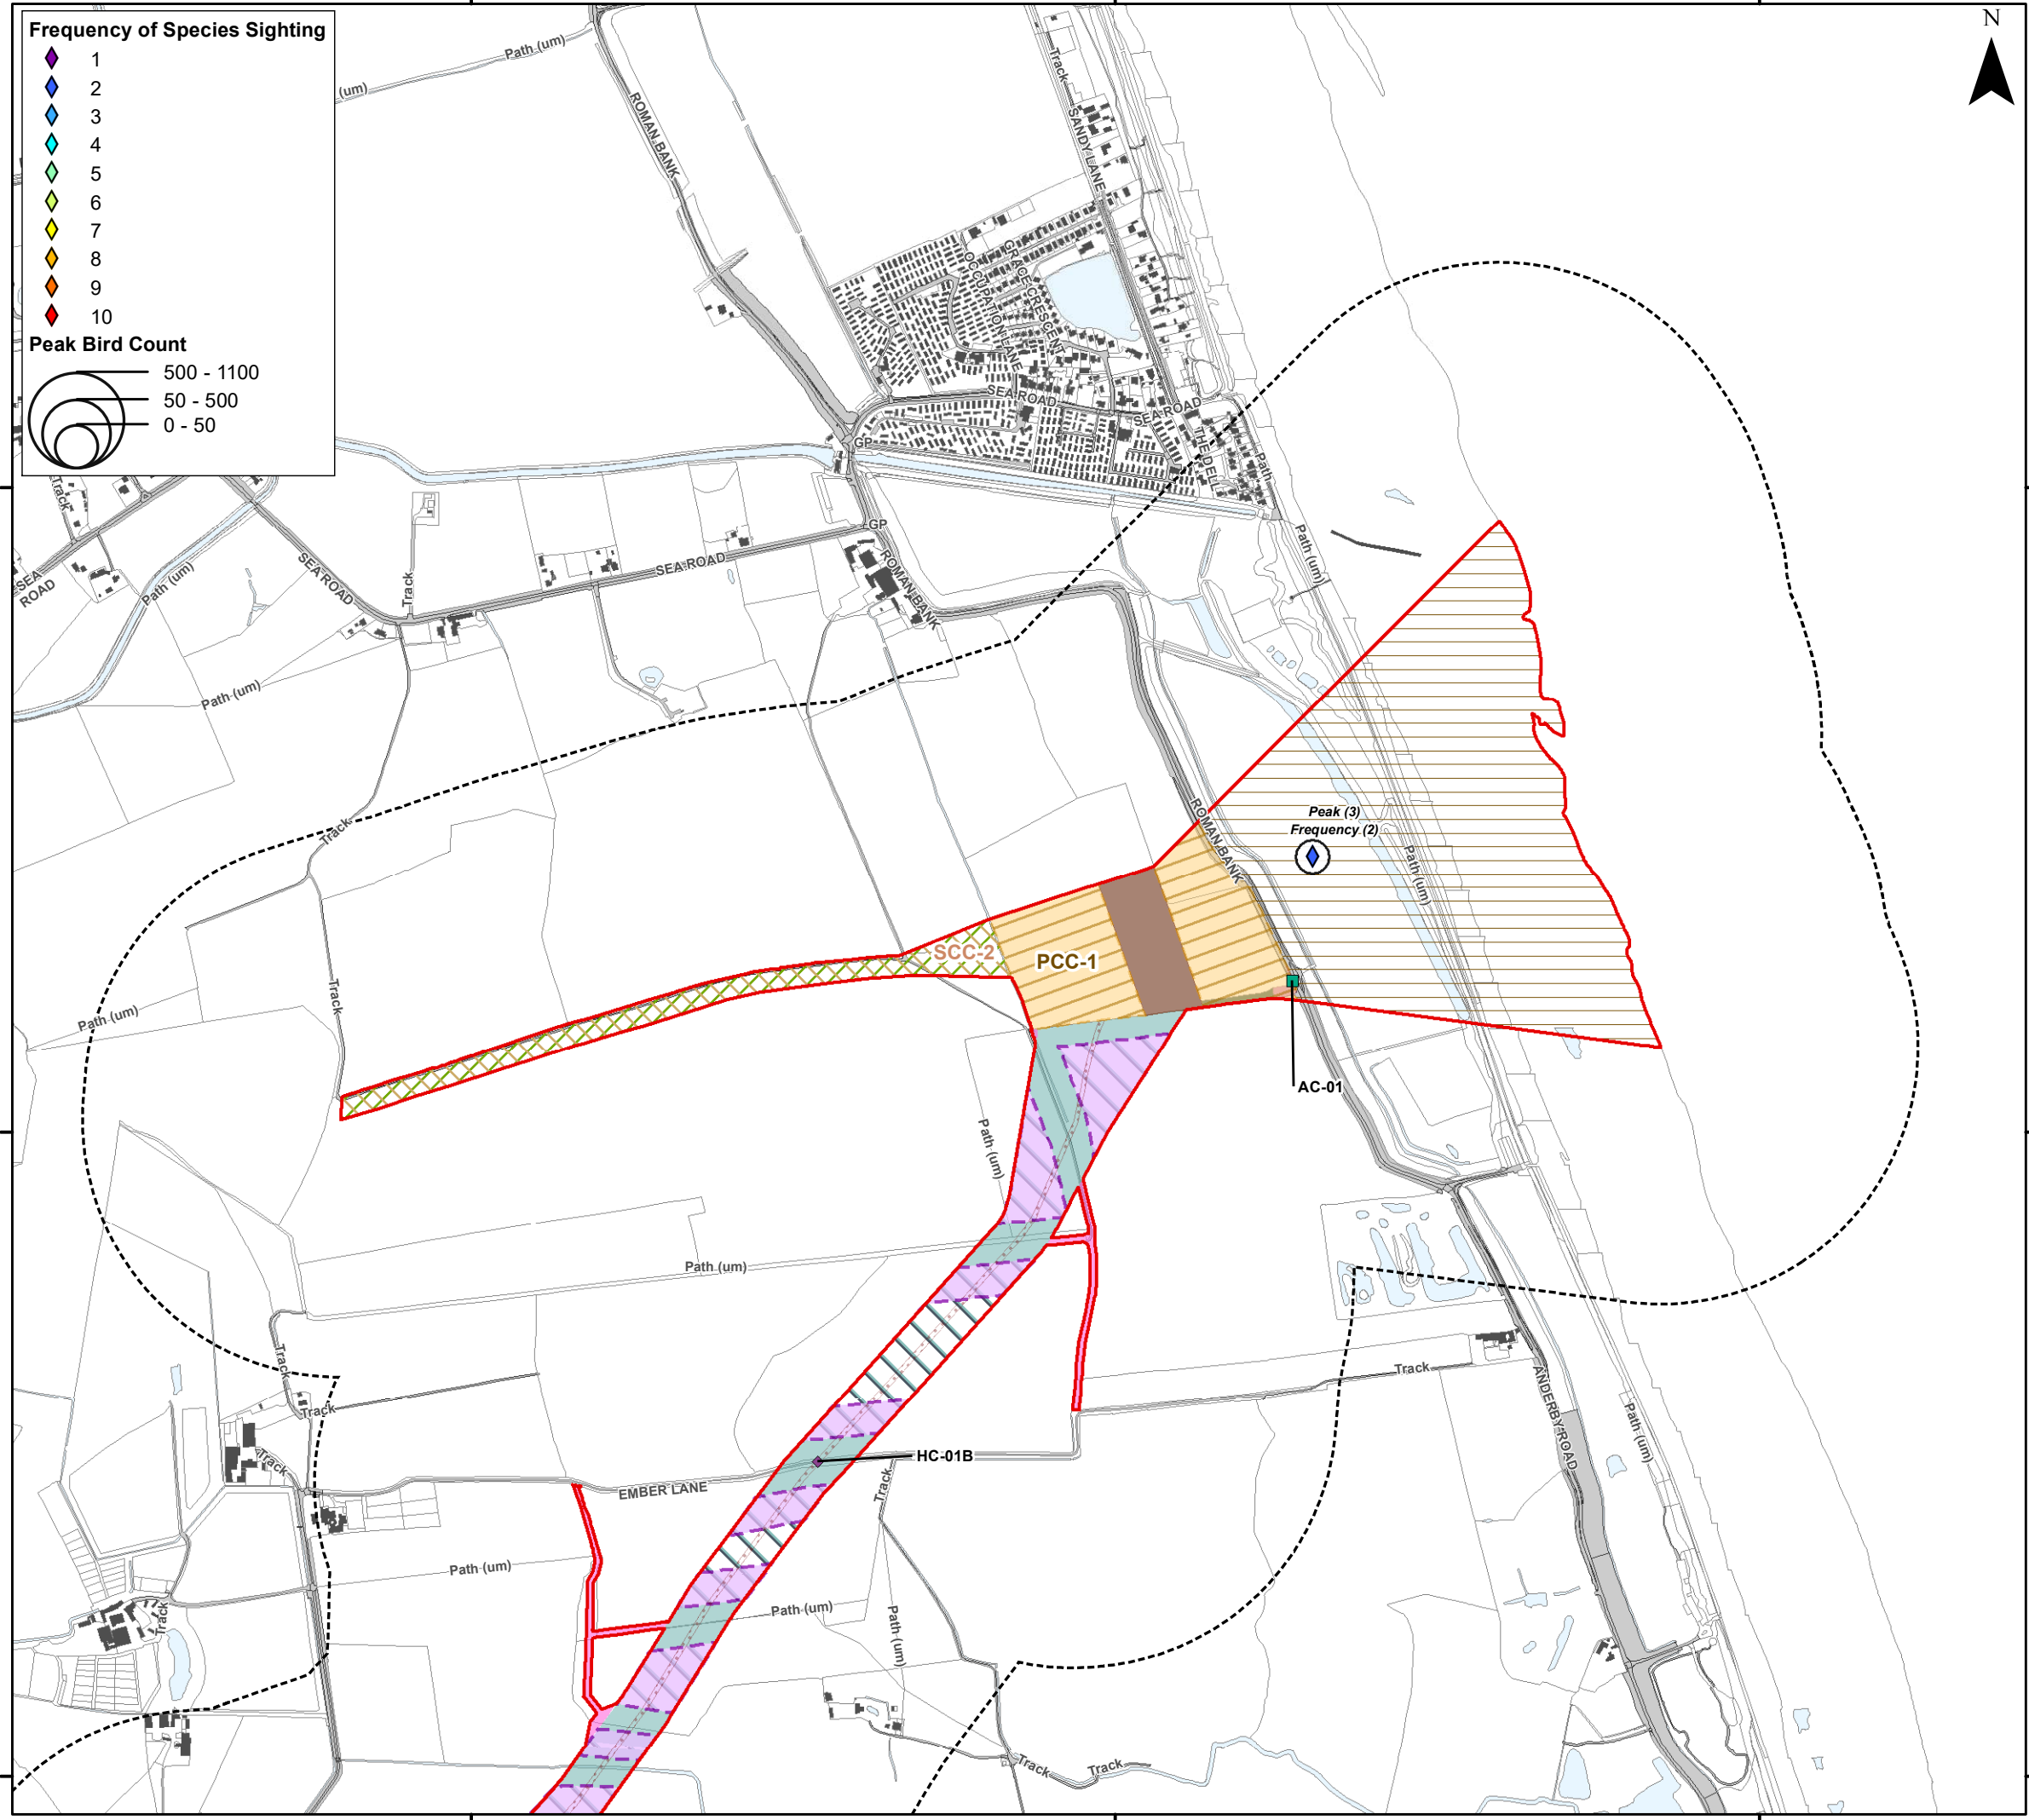 Frequency of Species Sighting
1
2
3
4
5
6
7
8
9
10
Peak Bird Count
500 - 1100
50 - 500
0 - 50
N
Path (um)
(um)
ROMAN BANK
Track
SANDY LANE
GRACE CRESCENT
OCCUPATION LANE
SEA ROAD
SEA ROAD
THE DELL
Path
GP
GP
Track
SEA
ROAD
Path (um)
SEA ROAD
Track
SEA ROAD
ROMAN BANK
Path (um)
Path (um)
Track
ROMAN BANK
Peak (3)
Frequency (2)
Path (um)
SCC-2
PCC-1
Track
Path (um)
AC-01
Path (um)
Path (um)
Track
Track
Track
ANDERBY ROAD
Path (um)
Track
HC-01B
EMBER LANE
Track
Path (um)
Path (um)
Path (um)
Track
Track
Track